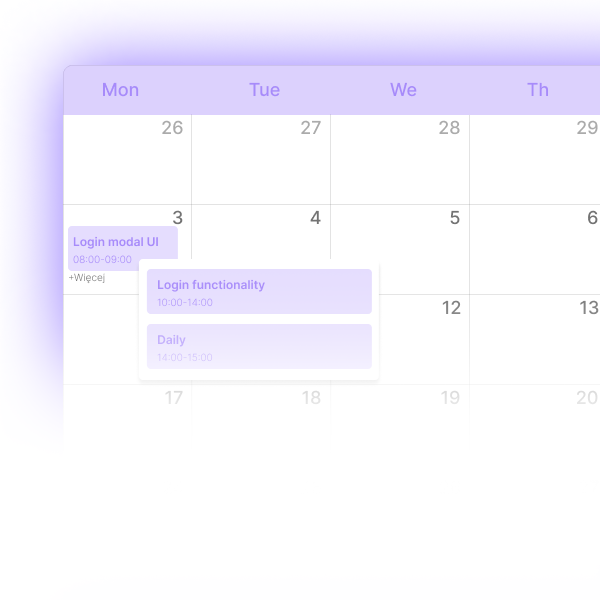 Mon Tue We Th
26 27 28 29
3 4 5 6
Login modal UI
08:00-09:00
+Więcej
Login functionality
10:00-14:00
12 13
Daily
14:00-15:00
17 18 19 20